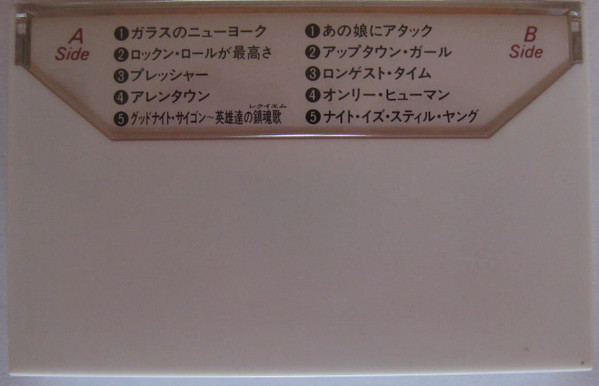 A Side
❶ガラスのニューヨーク
❷ロックン・ロールが最高さ
❸プレッシャー
❹アレンタウン
レクイエム
❺グッドナイト・サイゴン〜英雄達の鎮魂歌
B Side
❶あの娘にアタック
❷アップタウン・ガール
❸ロンゲスト・タイム
❹オンリー・ヒューマン
❺ナイト・イズ・スティル・ヤング